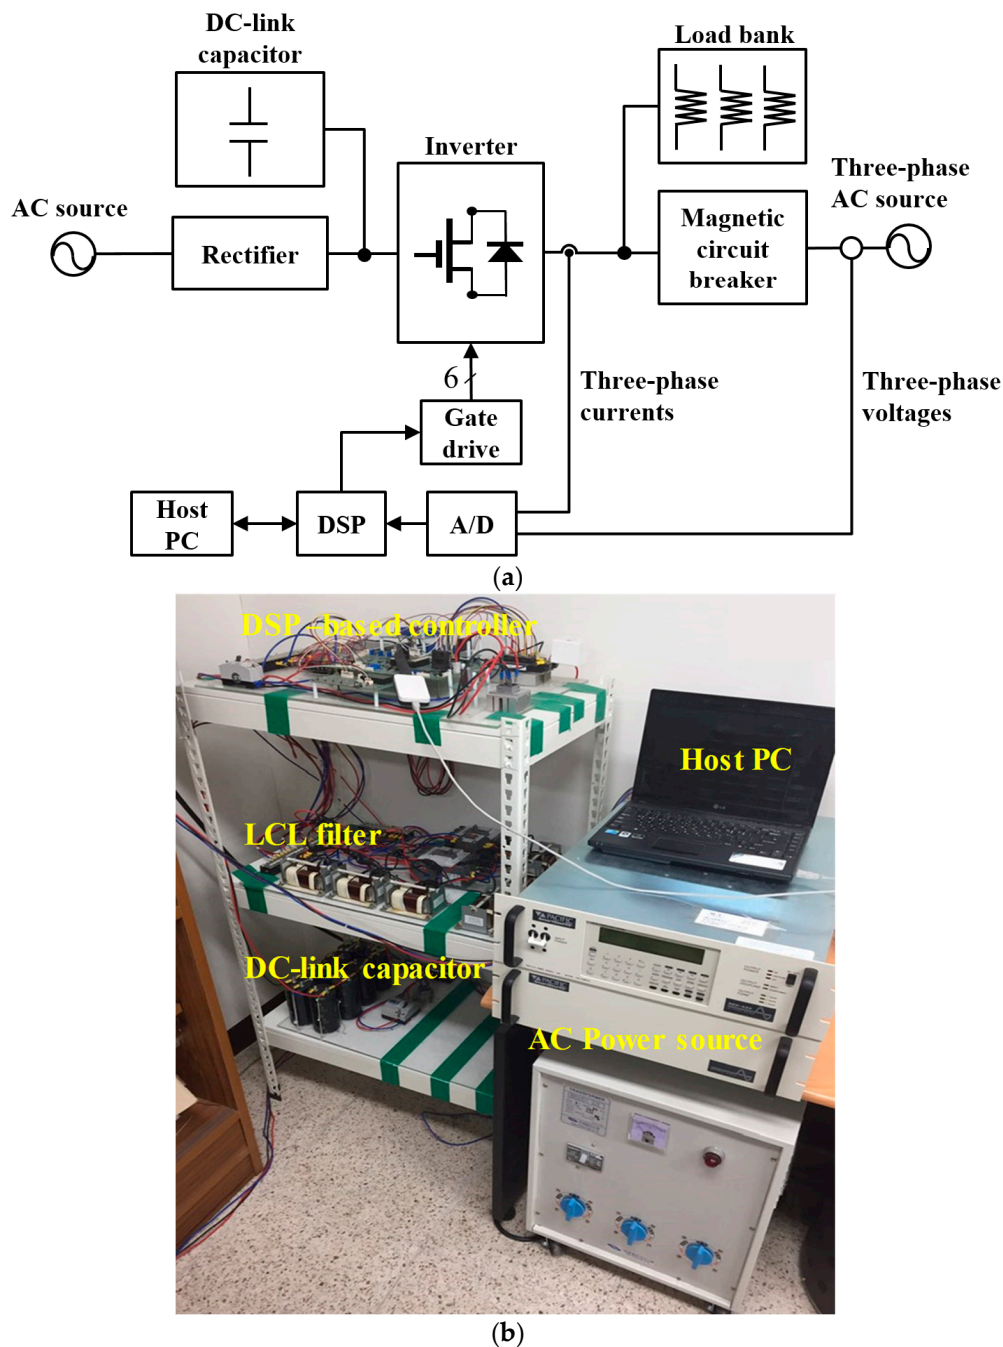 DC-link
capacitor
Load bank
Inverter
Three-phase
AC source
AC source
Rectifier
Magnetic
circuit
breaker
6
Three-phase
currents
Three-phase
voltages
Gate
drive
Host
PC
DSP
A/D
(a)
DSP –based controller
Host PC
LCL filter
PACIFIC
DC-link capacitor
AC Power source
(b)